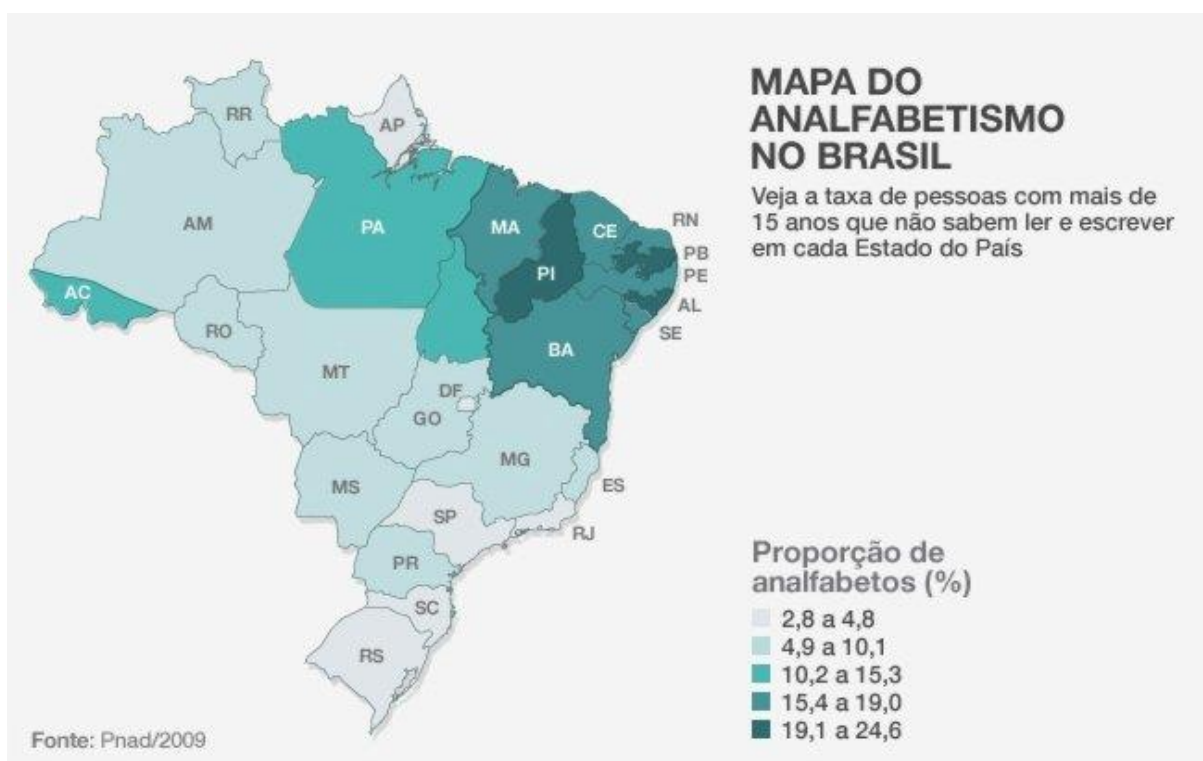 MAPA DO
ANALFABETISMO
NO BRASIL
Veja a taxa de pessoas com mais de
15 anos que não sabem ler e escrever
em cada Estado do País
RR
AP
AM
PA
MA
CE
RN
PB
PE
AL
SE
PI
AC
RO
BA
MT
DF
GO
MG
ES
MS
SP
RJ
PR
SC
RS
Proporção de
analfabetos (%)
2,8 a 4,8
4,9 a 10,1
10,2 a 15,3
15,4 a 19,0
19,1 a 24,6
Fonte: Pnad/2009